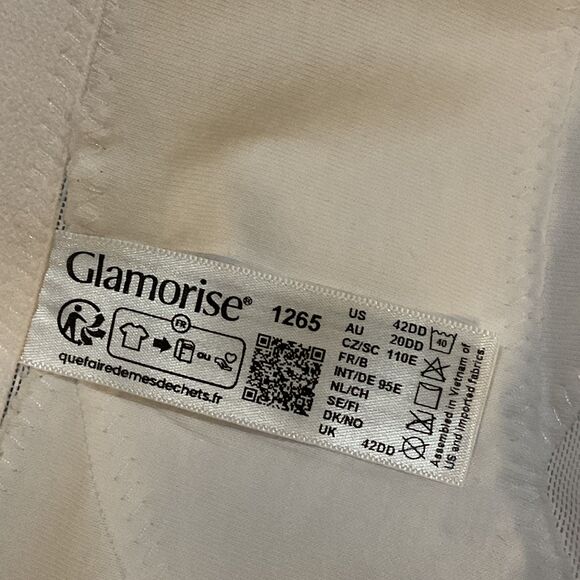 Glamorise® 1265
FR
OU
quefairedemesdechets.fr
US 42DD
AU 20DD
CZ/SC 110E
FR/B
INT/DE 95E
NL/CH
SE/FI
DK/NO
UK 42DD
40
Assembled in Vietnam of
US and imported fabrics.